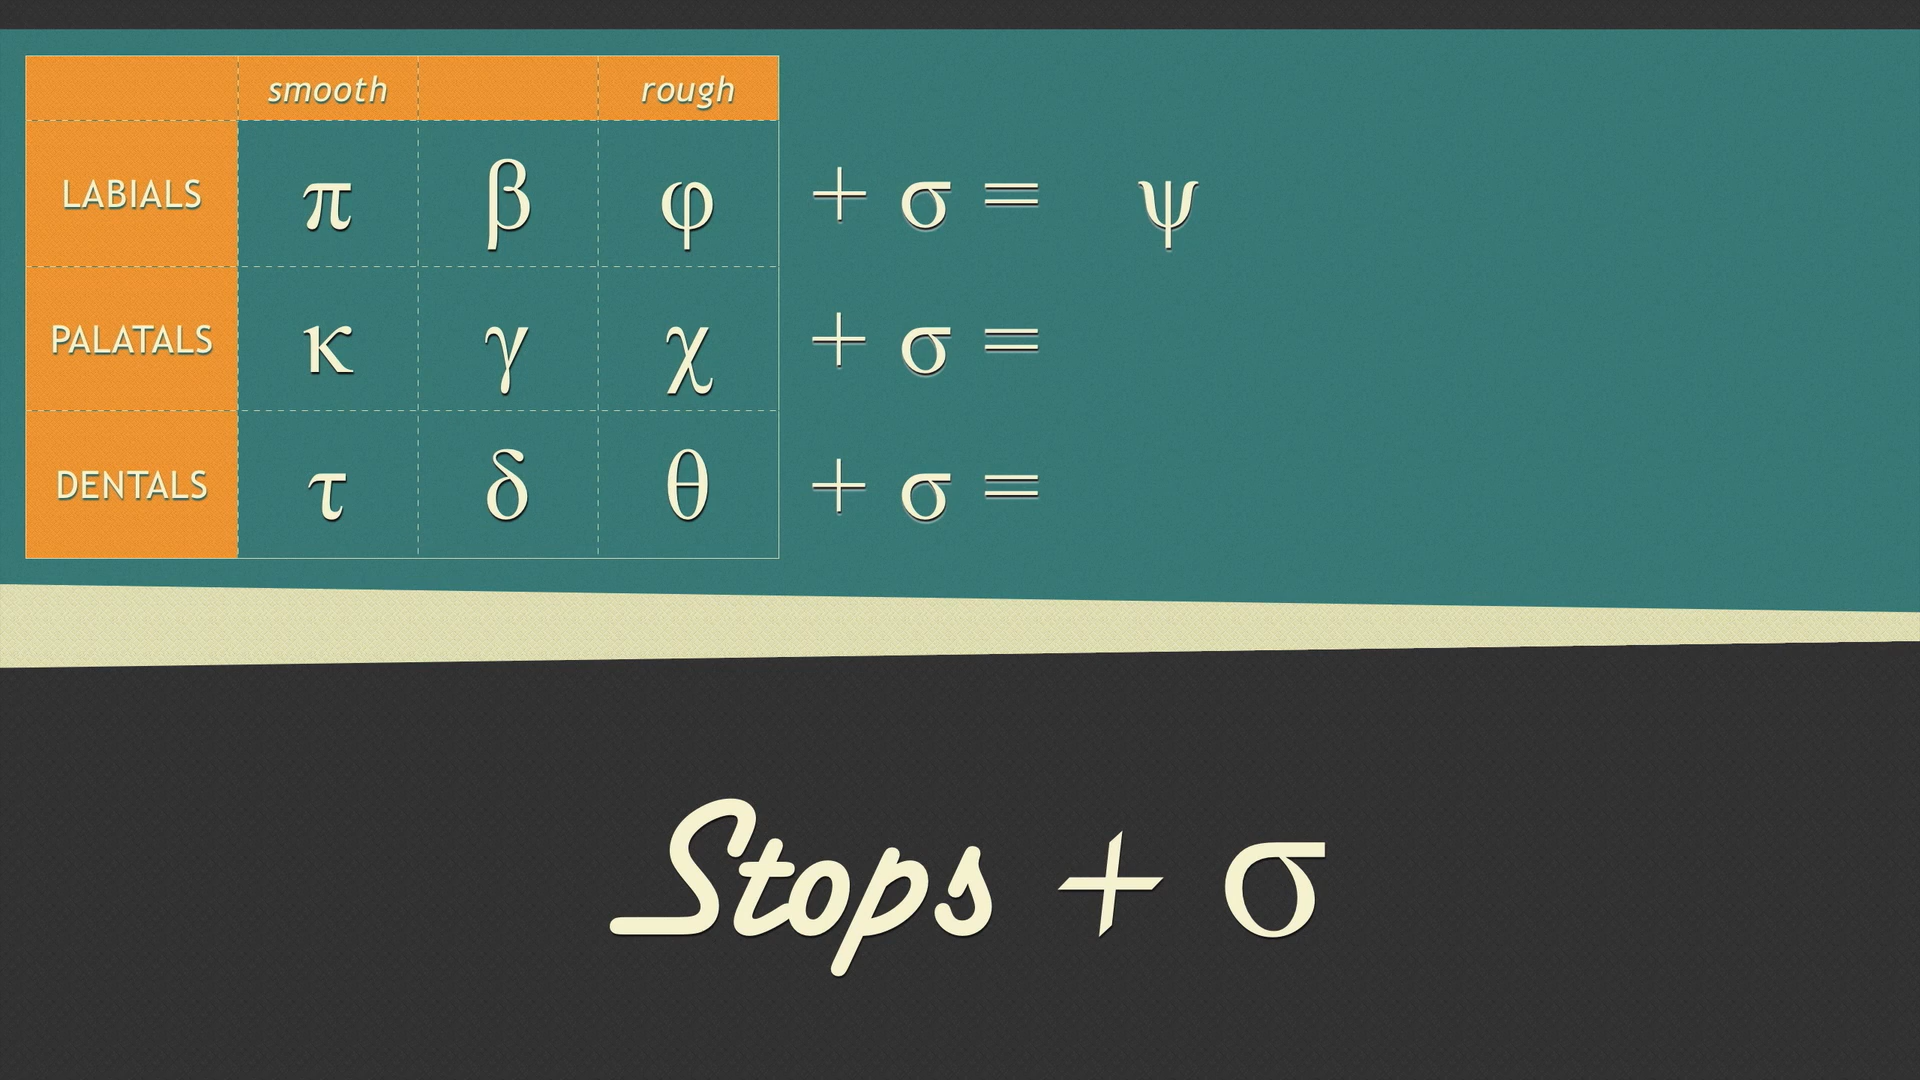 smooth rough
LABIALS π β φ + σ = ψ
PALATALS κ γ χ + σ =
DENTALS τ δ θ + σ =
Stops + σ